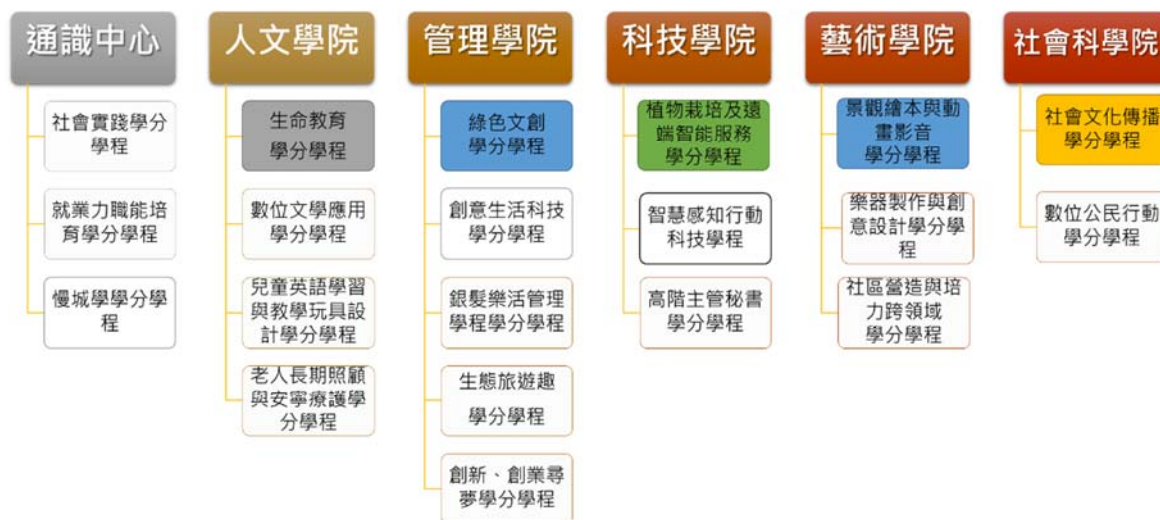 通識中心
社會實踐學分
學程
就業力職能培
育學分學程
慢城學學分學
程
人文學院
生命教育
學分學程
數位文學應用
學分學程
兒童英語學習
與教學玩具設
計學分學程
老人長期照顧
與安寧療護學
分學程
管理學院
綠色文創
學分學程
創意生活科技
學分學程
銀髮樂活管理
學程學分學程
生態旅遊趣
學分學程
創新、創業尋
夢學分學程
科技學院
植物栽培及遠
端智能服務
學分學程
智慧感知行動
科技學程
高階主管秘書
學分學程
藝術學院
景觀繪本與動
畫影音
學分學程
樂器製作與創
意設計學分學
程
社區營造與培
力跨領域
學分學程
社會科學院
社會文化傳播
學分學程
數位公民行動
學分學程